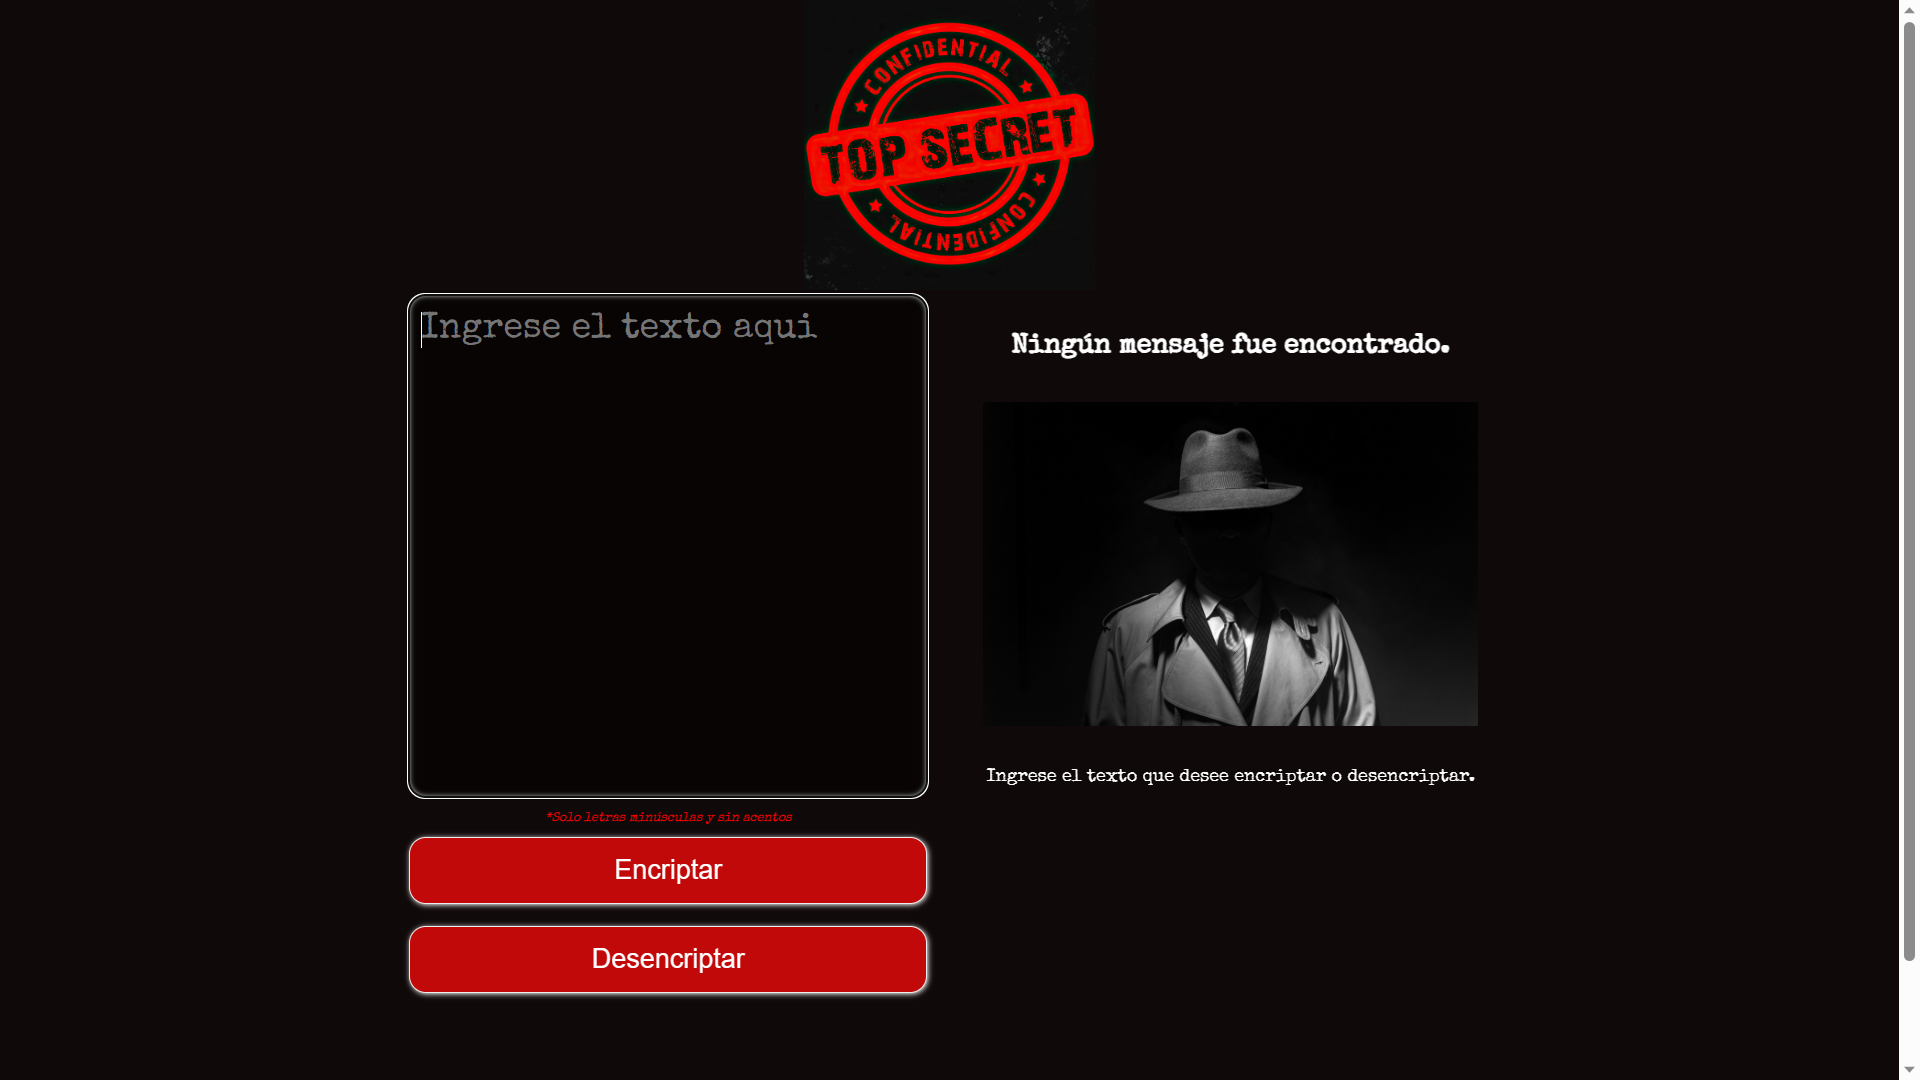 CONFIDENTIAL
TOP SECRET
CONFIDENTIAL
Ingrese el texto aqui
Ningún mensaje fue encontrado.
Ingrese el texto que desee encriptar o desencriptar.
*Solo letras minúsculas y sin acentos
Encriptar
Desencriptar